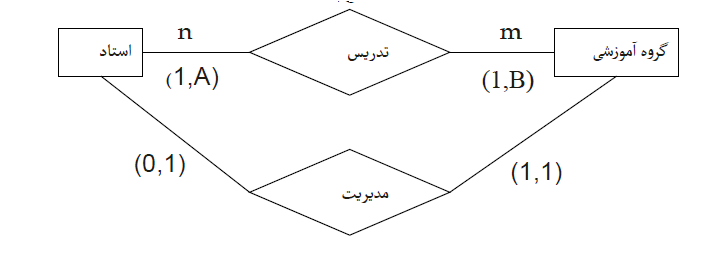 n
m
استاد
تدریس
گروه آموزشی
(1,A)
(1,B)
(0,1)
(1,1)
مدیریت